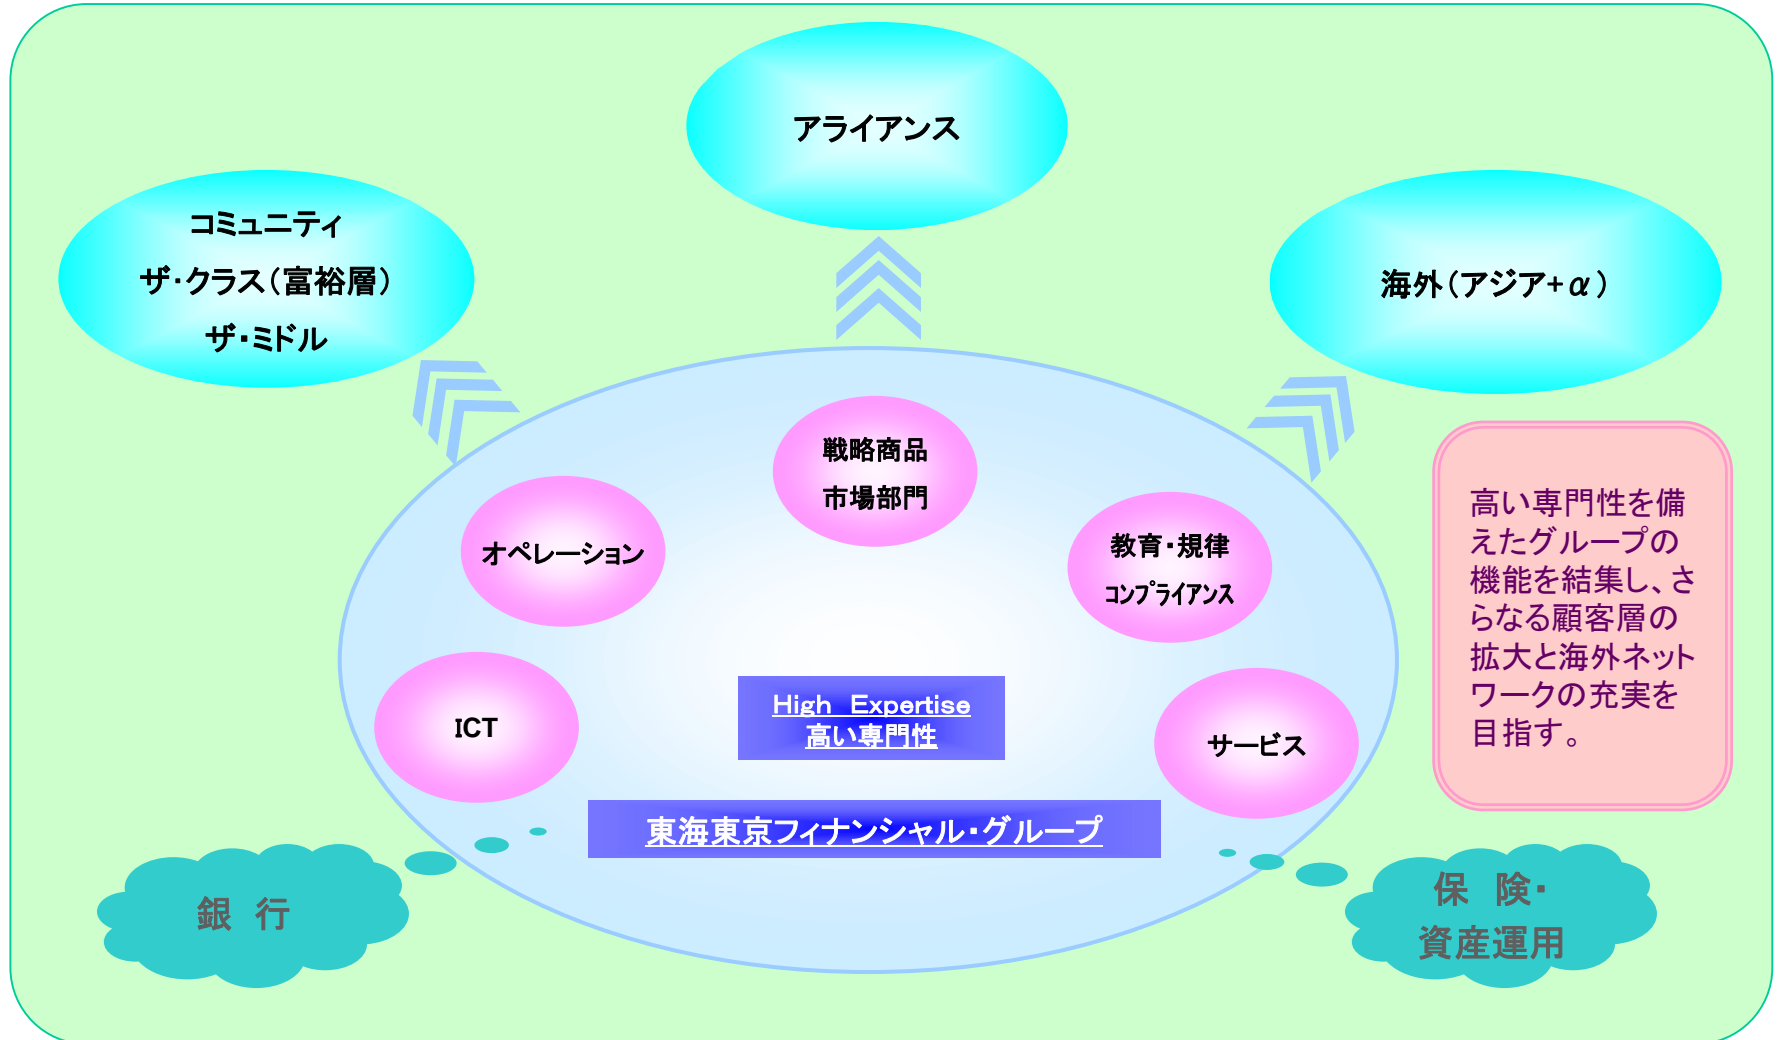 アライアンス
コミュニティ
ザ・クラス(富裕層)
ザ・ミドル
海外(アジア+α)
戦略商品
市場部門
オペレーション
教育・規律
コンプライアンス
ICT
サービス
High Expertise
高い専門性
東海東京フィナンシャル・グループ
高い専門性を備
えたグループの
機能を結集し、さ
らなる顧客層の
拡大と海外ネット
ワークの充実を
目指す。
銀 行
保 険・
資産運用